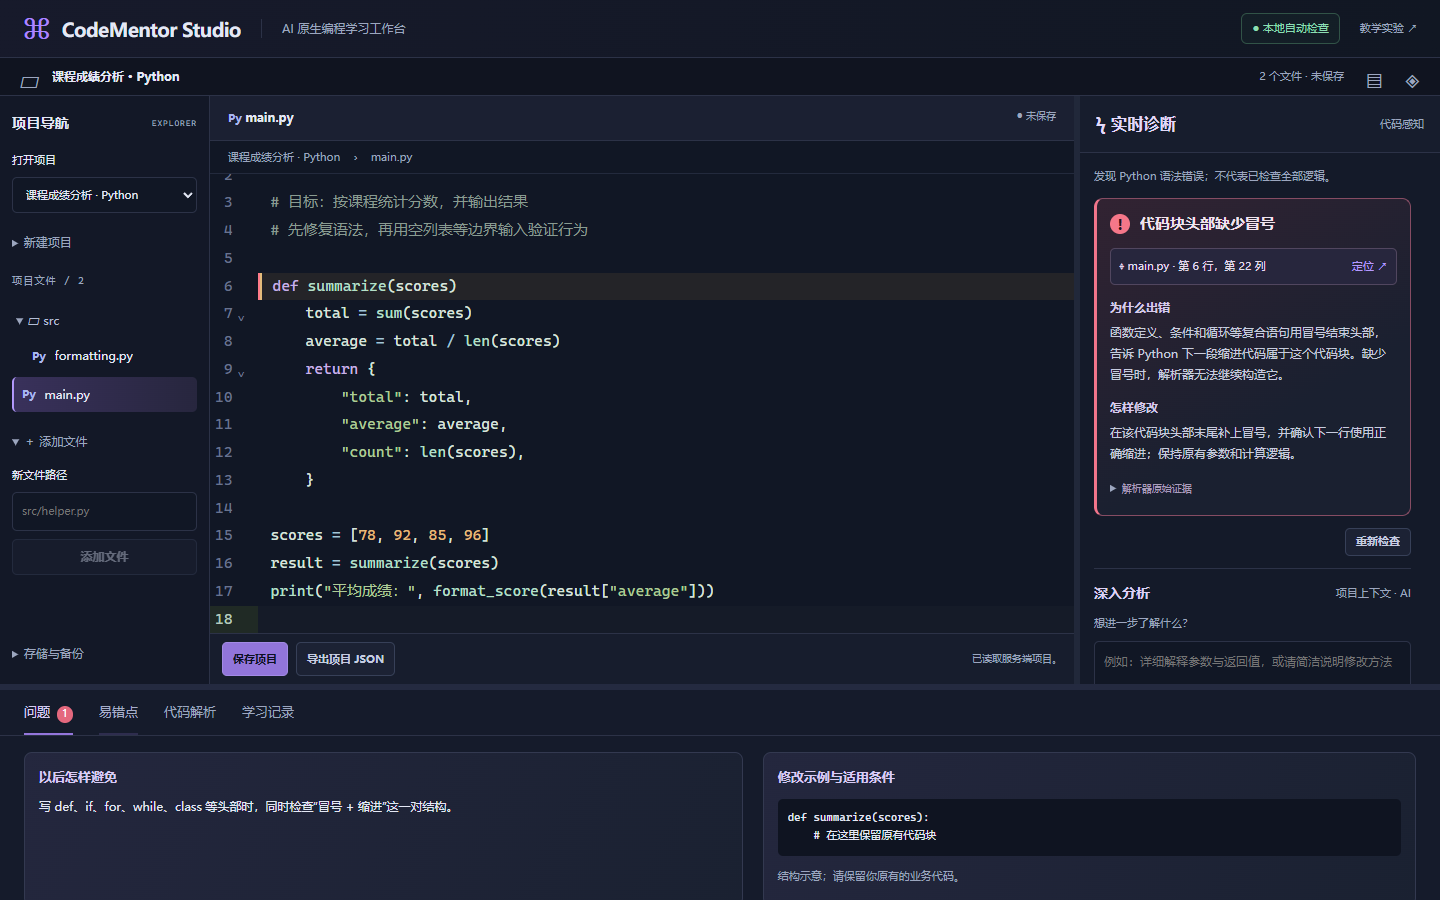 ⌘ CodeMentor Studio
AI 原生编程学习工作台
● 本地自动检查
教学实验 ↗
课程成绩分析 • Python
2 个文件 · 未保存
项目导航
EXPLORER
打开项目
课程成绩分析 · Python
▸ 新建项目
项目文件 / 2
▾ src
Py formatting.py
Py main.py
▾ + 添加文件
新文件路径
src/helper.py
添加文件
▸ 存储与备份
Py main.py
● 未保存
课程成绩分析 · Python › main.py
2
3 # 目标：按课程统计分数，并输出结果
4 # 先修复语法，再用空列表等边界输入验证行为
5
6 def summarize(scores)
7 total = sum(scores)
8 average = total / len(scores)
9 return {
10 "total": total,
11 "average": average,
12 "count": len(scores),
13 }
14
15 scores = [78, 92, 85, 96]
16 result = summarize(scores)
17 print("平均成绩：", format_score(result["average"]))
18
保存项目
导出项目 JSON
已读取服务端项目。
实时诊断
代码感知
发现 Python 语法错误；不代表已检查全部逻辑。
! 代码块头部缺少冒号
main.py · 第 6 行，第 22 列
定位 ↗
为什么出错
函数定义、条件和循环等复合语句用冒号结束头部，
告诉 Python 下一段缩进代码属于这个代码块。缺少
冒号时，解析器无法继续构造它。
怎样修改
在该代码块头部末尾补上冒号，并确认下一行使用正
确缩进；保持原有参数和计算逻辑。
▸ 解析器原始证据
重新检查
深入分析
项目上下文 · AI
想进一步了解什么？
例如：详细解释参数与返回值，或请简洁说明修改方法
问题 1
易错点
代码解析
学习记录
以后怎样避免
写 def、if、for、while、class 等头部时，同时检查“冒号 + 缩进”这一对结构。
修改示例与适用条件
def summarize(scores):
# 在这里保留原有代码块
结构示意；请保留你原有的业务代码。